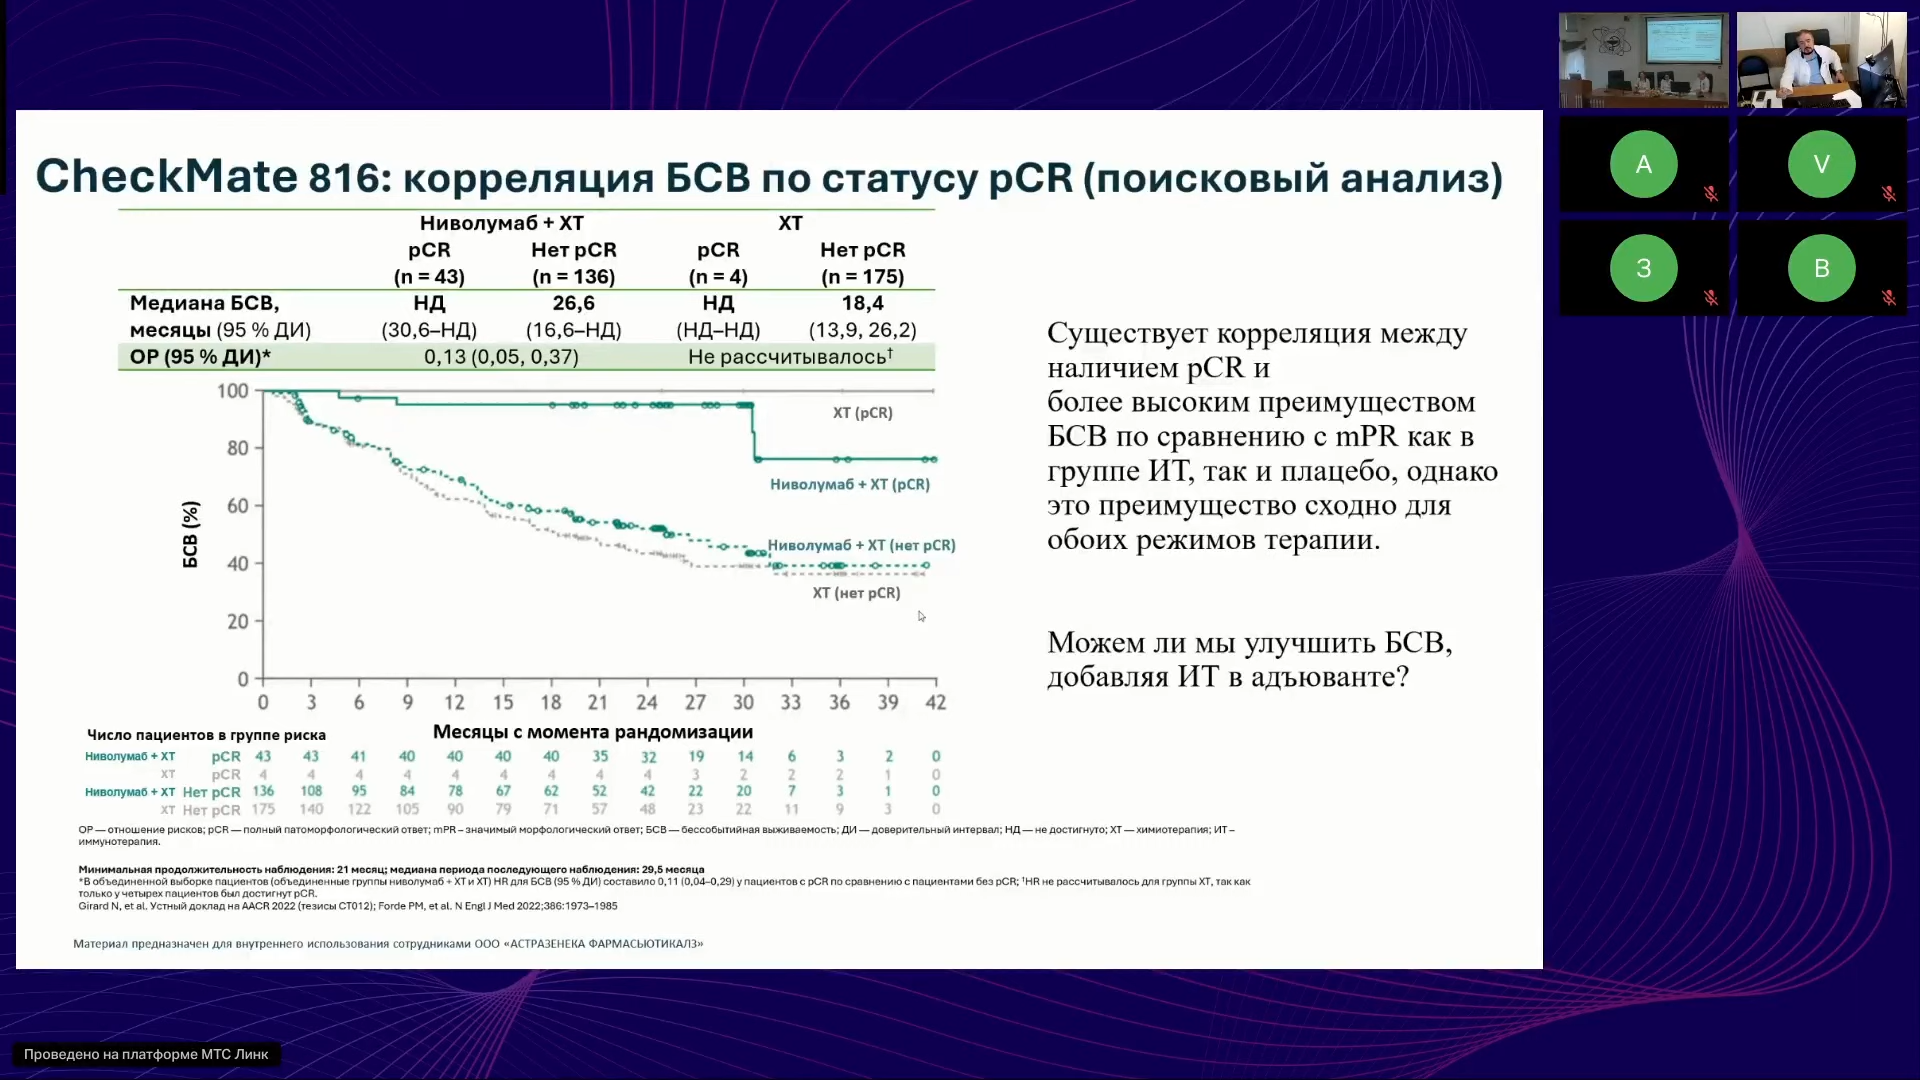 CheckMate 816: корреляция БСВ по статусу pCR (поисковый анализ)
Ниволумаб + ХТ ХТ
pCR Нет pCR pCR Нет pCR
(n = 43) (n = 136) (n = 4) (n = 175)
Медиана БСВ, НД 26,6 НД 18,4
месяцы (95 % ДИ) (30,6–НД) (16,6–НД) (НД–НД) (13,9, 26,2)
ОР (95 % ДИ)* 0,13 (0,05, 0,37) Не рассчитывалось†
100
80
60
40
20
0
БСВ (%)
ХТ (pCR)
Ниволумаб + ХТ (pCR)
Ниволумаб + ХТ (нет pCR)
ХТ (нет pCR)
0 3 6 9 12 15 18 21 24 27 30 33 36 39 42
Месяцы с момента рандомизации
Число пациентов в группе риска
Ниволумаб + ХТ pCR 43 43 41 40 40 40 40 35 32 19 14 6 3 2 0
ХТ pCR 4 4 4 4 4 4 4 4 4 3 2 2 2 1 0
Ниволумаб + ХТ Нет pCR 136 108 95 84 78 67 62 52 42 22 20 7 3 1 0
ХТ Нет pCR 175 140 122 105 90 79 71 57 48 23 22 11 9 3 0
ОР — отношение рисков; pCR — полный патоморфологический ответ; mPR – значимый морфологический ответ; БСВ — бессобытийная выживаемость; ДИ — доверительный интервал; НД — не достигнуто; ХТ — химиотерапия; ИТ –
иммунотерапия.
Минимальная продолжительность наблюдения: 21 месяц; медиана периода последующего наблюдения: 29,5 месяца
*В объединенной выборке пациентов (объединенные группы ниволумаб + ХТ и ХТ) HR для БСВ (95 % ДИ) составило 0,11 (0,04–0,29) у пациентов с pCR по сравнению с пациентами без pCR; †HR не рассчитывалось для группы ХТ, так как
только у четырех пациентов был достигнут pCR.
Girard N, et al. Устный доклад на AACR 2022 (тезисы CT012); Forde PM, et al. N Engl J Med 2022;386:1973–1985
Материал предназначен для внутреннего использования сотрудниками ООО «АСТРАЗЕНЕКА ФАРМАСЬЮТИКАЛЗ»
Существует корреляция между
наличием pCR и
более высоким преимуществом
БСВ по сравнению с mPR как в
группе ИТ, так и плацебо, однако
это преимущество сходно для
обоих режимов терапии.
Можем ли мы улучшить БСВ,
добавляя ИТ в адъюванте?
A
V
З
В
Проведено на платформе МТС Линк